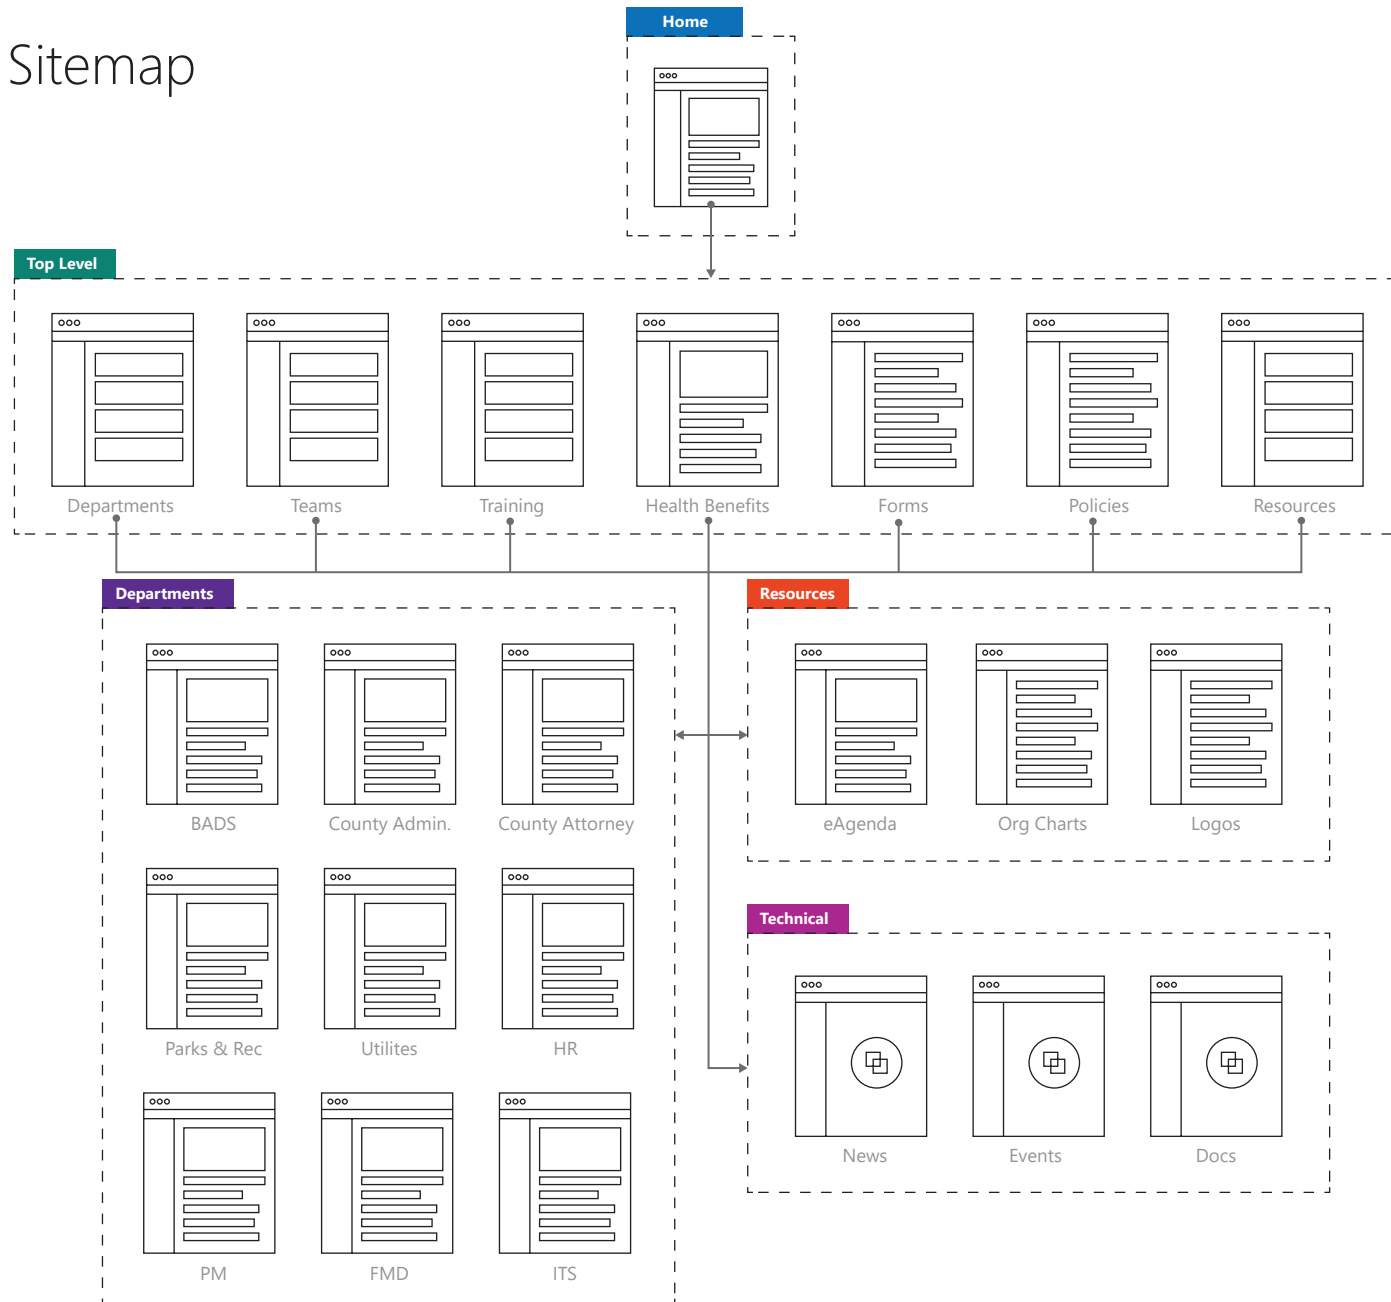 Home
Sitemap
Top Level
Departments
Teams
Training
Health Benefits
Forms
Policies
Resources
Departments
Resources
BADS
County Admin.
County Attorney
eAgenda
Org Charts
Logos
Technical
Parks & Rec
Utilites
HR
News
Events
Docs
PM
FMD
ITS